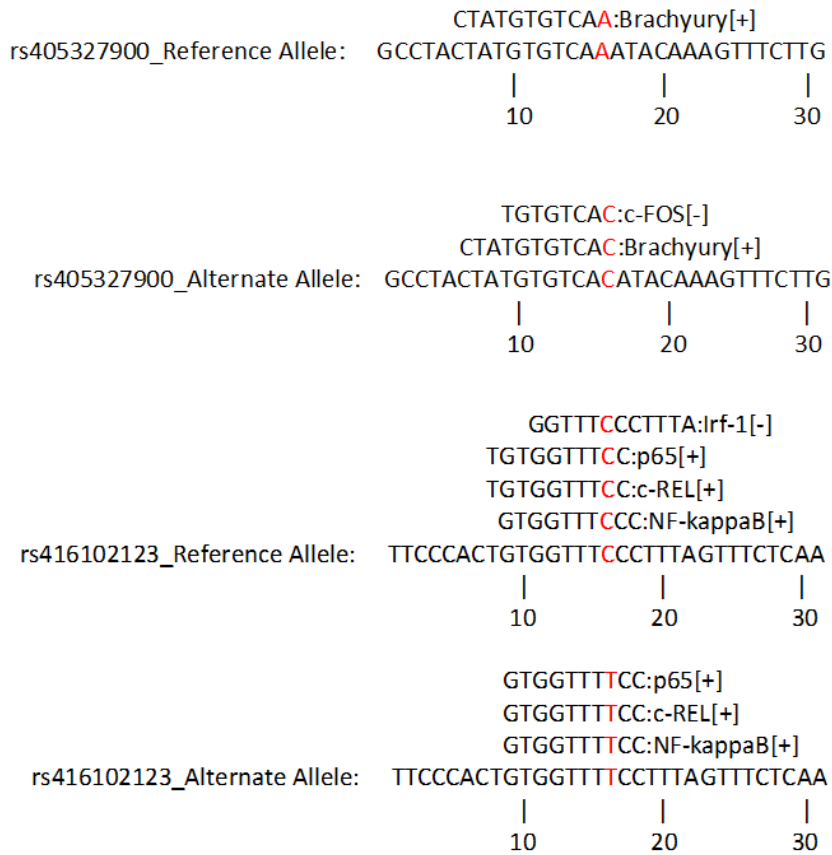 CTATGTGTCAA:Brachyury[+]
rs405327900_Reference Allele: GCCTACTATGTGTCAAATACAAAGTTTCTTG
| | |
10 20 30
TGTGTCAC:c-FOS[-]
CTATGTGTCAC:Brachyury[+]
rs405327900_Alternate Allele: GCCTACTATGTGTCACATACAAAGTTTCTTG
| | |
10 20 30
GGTTTCCCTTTA:Irf-1[-]
TGTGGTTTCC:p65[+]
TGTGGTTTCC:c-REL[+]
GTGGTTTCCC:NF-kappaB[+]
rs416102123_Reference Allele: TTCCCACTGTGGTTTCCCTTTAGTTTCTCAA
| | |
10 20 30
GTGGTTTTCC:p65[+]
GTGGTTTTCC:c-REL[+]
GTGGTTTTCC:NF-kappaB[+]
rs416102123_Alternate Allele: TTCCCACTGTGGTTTTCCTTTAGTTTCTCAA
| | |
10 20 30